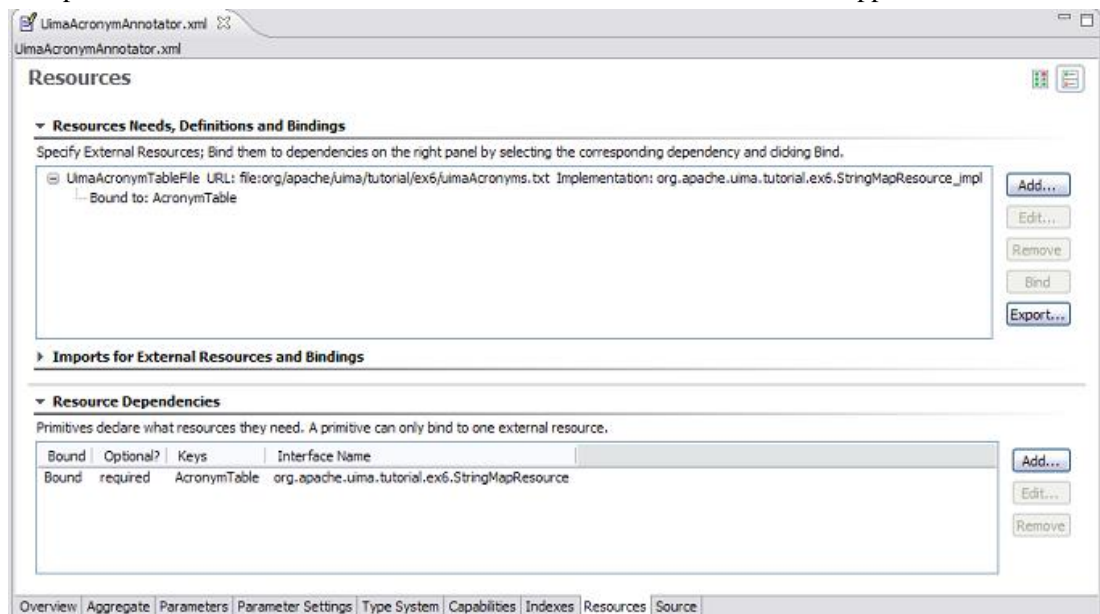 UimaAcronymAnnotator.xml
UimaAcronymAnnotator.xml
Resources
Resources Needs, Definitions and Bindings
Specify External Resources; Bind them to dependencies on the right panel by selecting the corresponding dependency and clicking Bind.
UimaAcronymTableFile URL: file:org/apache/uima/tutorial/ex6/uimaAcronyms.txt Implementation: org.apache.uima.tutorial.ex6.StringMapResource_impl
Bound to: AcronymTable
Add...
Edit...
Remove
Bind
Export...
Imports for External Resources and Bindings
Resource Dependencies
Primitives declare what resources they need. A primitive can only bind to one external resource.
Bound Optional? Keys Interface Name
Bound required AcronymTable org.apache.uima.tutorial.ex6.StringMapResource
Add...
Edit...
Remove
Overview Aggregate Parameters Parameter Settings Type System Capabilities Indexes Resources Source